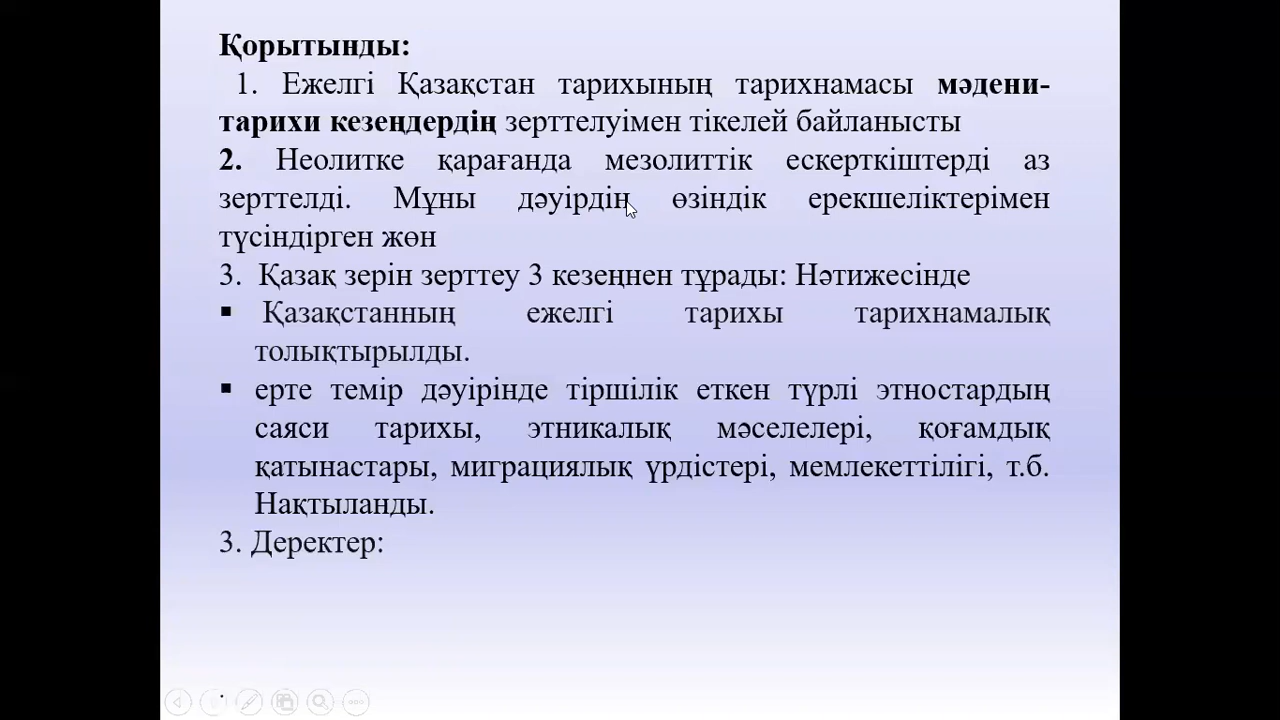 Қорытынды:
1. Ежелгі Қазақстан тарихының тарихнамасы мәдени-
тарихи кезеңдердің зерттелуімен тікелей байланысты
2. Неолитке қарағанда мезолиттік ескерткіштерді аз
зерттелді. Мұны дәуірдің өзіндік ерекшеліктерімен
түсіндірген жөн
3. Қазақ зерін зерттеу 3 кезеңнен тұрады: Нәтижесінде
▪ Қазақстанның ежелгі тарихы тарихнамалық
толықтырылды.
▪ ерте темір дәуірінде тіршілік еткен түрлі этностардың
саяси тарихы, этникалық мәселелері, қоғамдық
қатынастары, миграциялық үрдістері, мемлекеттілігі, т.б.
Нақтыланды.
3. Деректер: